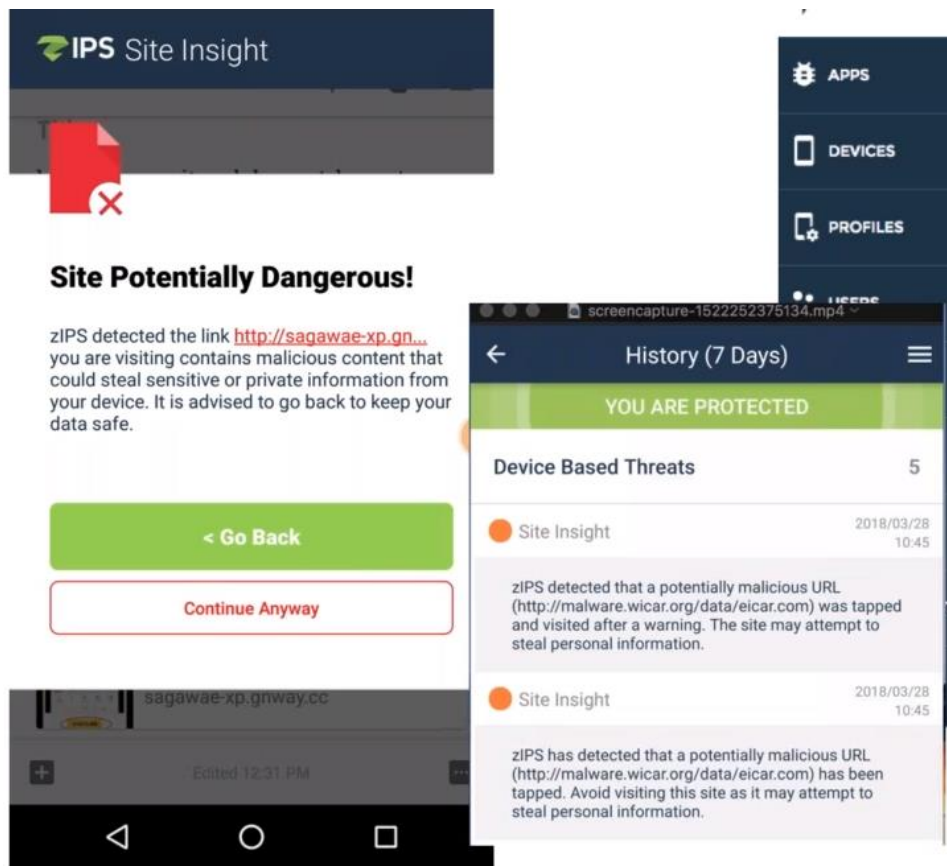 zIPS Site Insight
Site Potentially Dangerous!
zIPS detected the link http://sagawae-xp.gn...
you are visiting contains malicious content that
could steal sensitive or private information from
your device. It is advised to go back to keep your
data safe.
< Go Back
Continue Anyway
sagawae-xp.gnway.cc
Edited 12:31 PM
APPS
DEVICES
PROFILES
USERS
screencapture-1522252375134.mp4
History (7 Days)
YOU ARE PROTECTED
Device Based Threats 5
Site Insight 2018/03/28
10:45
zIPS detected that a potentially malicious URL
(http://malware.wicar.org/data/eicar.com) was tapped
and visited after a warning. The site may attempt to
steal personal information.
Site Insight 2018/03/28
10:45
zIPS has detected that a potentially malicious URL
(http://malware.wicar.org/data/eicar.com) has been
tapped. Avoid visiting this site as it may attempt to
steal personal information.